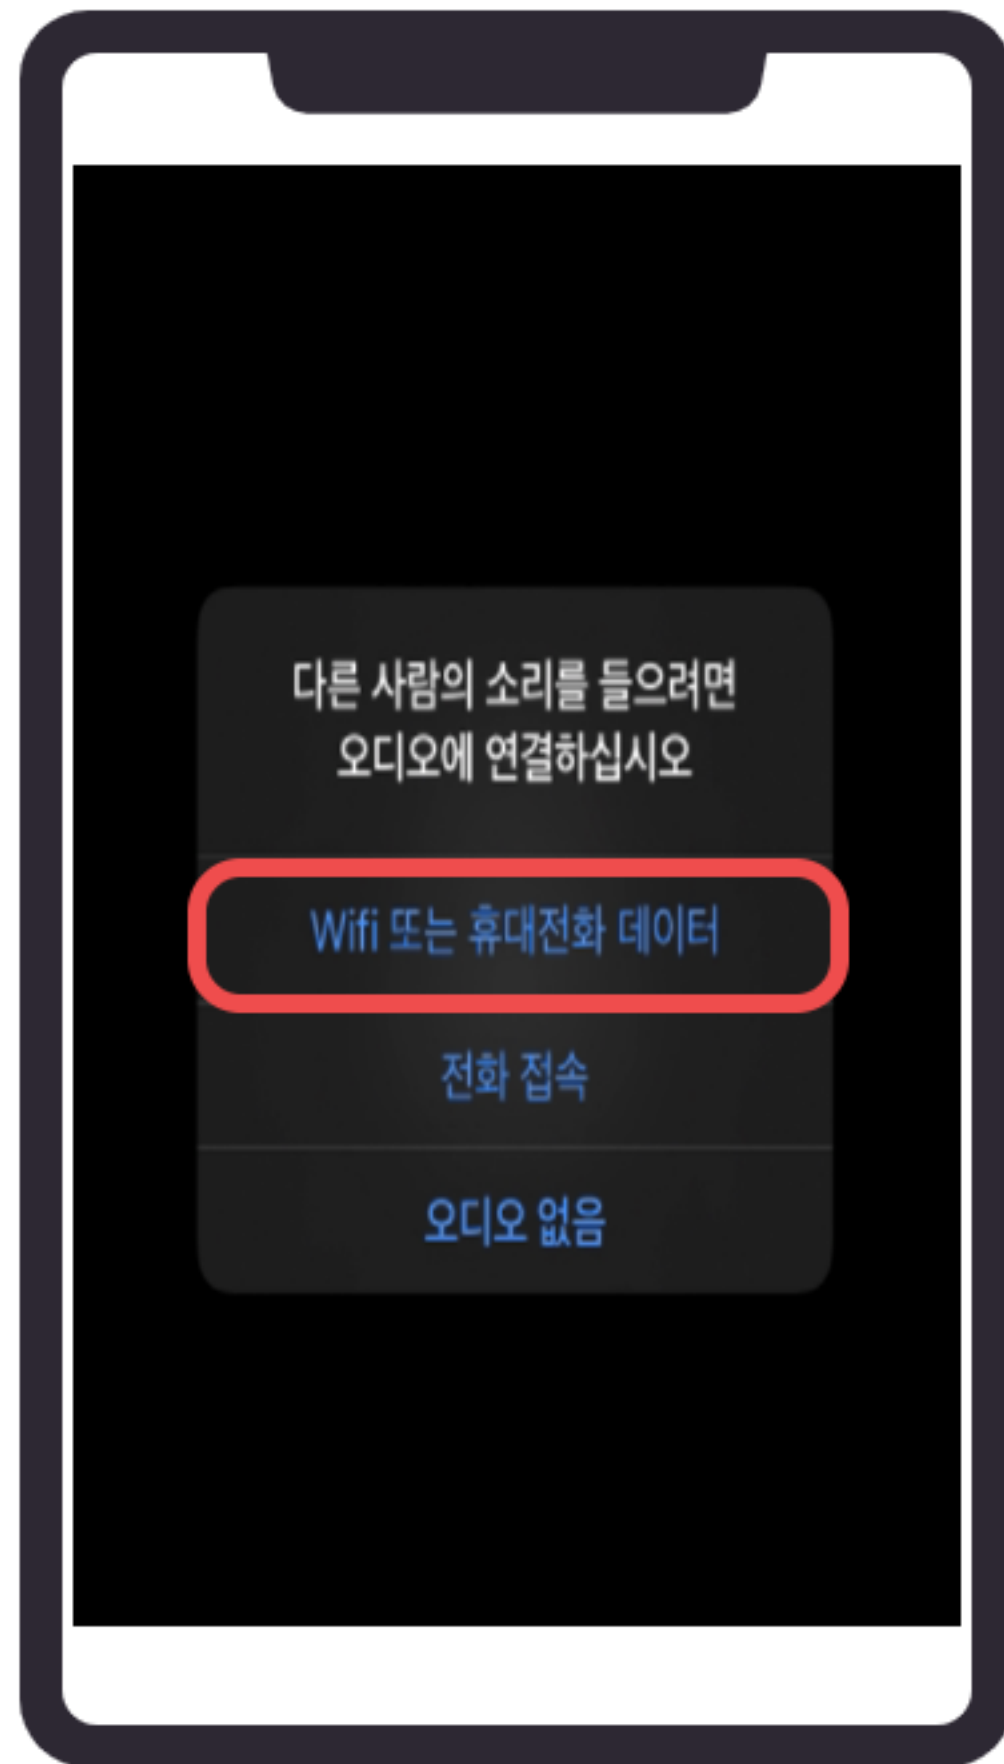 다른 사람의 소리를 들으려면
오디오에 연결하십시오
Wifi 또는 휴대전화 데이터
전화 접속
오디오 없음